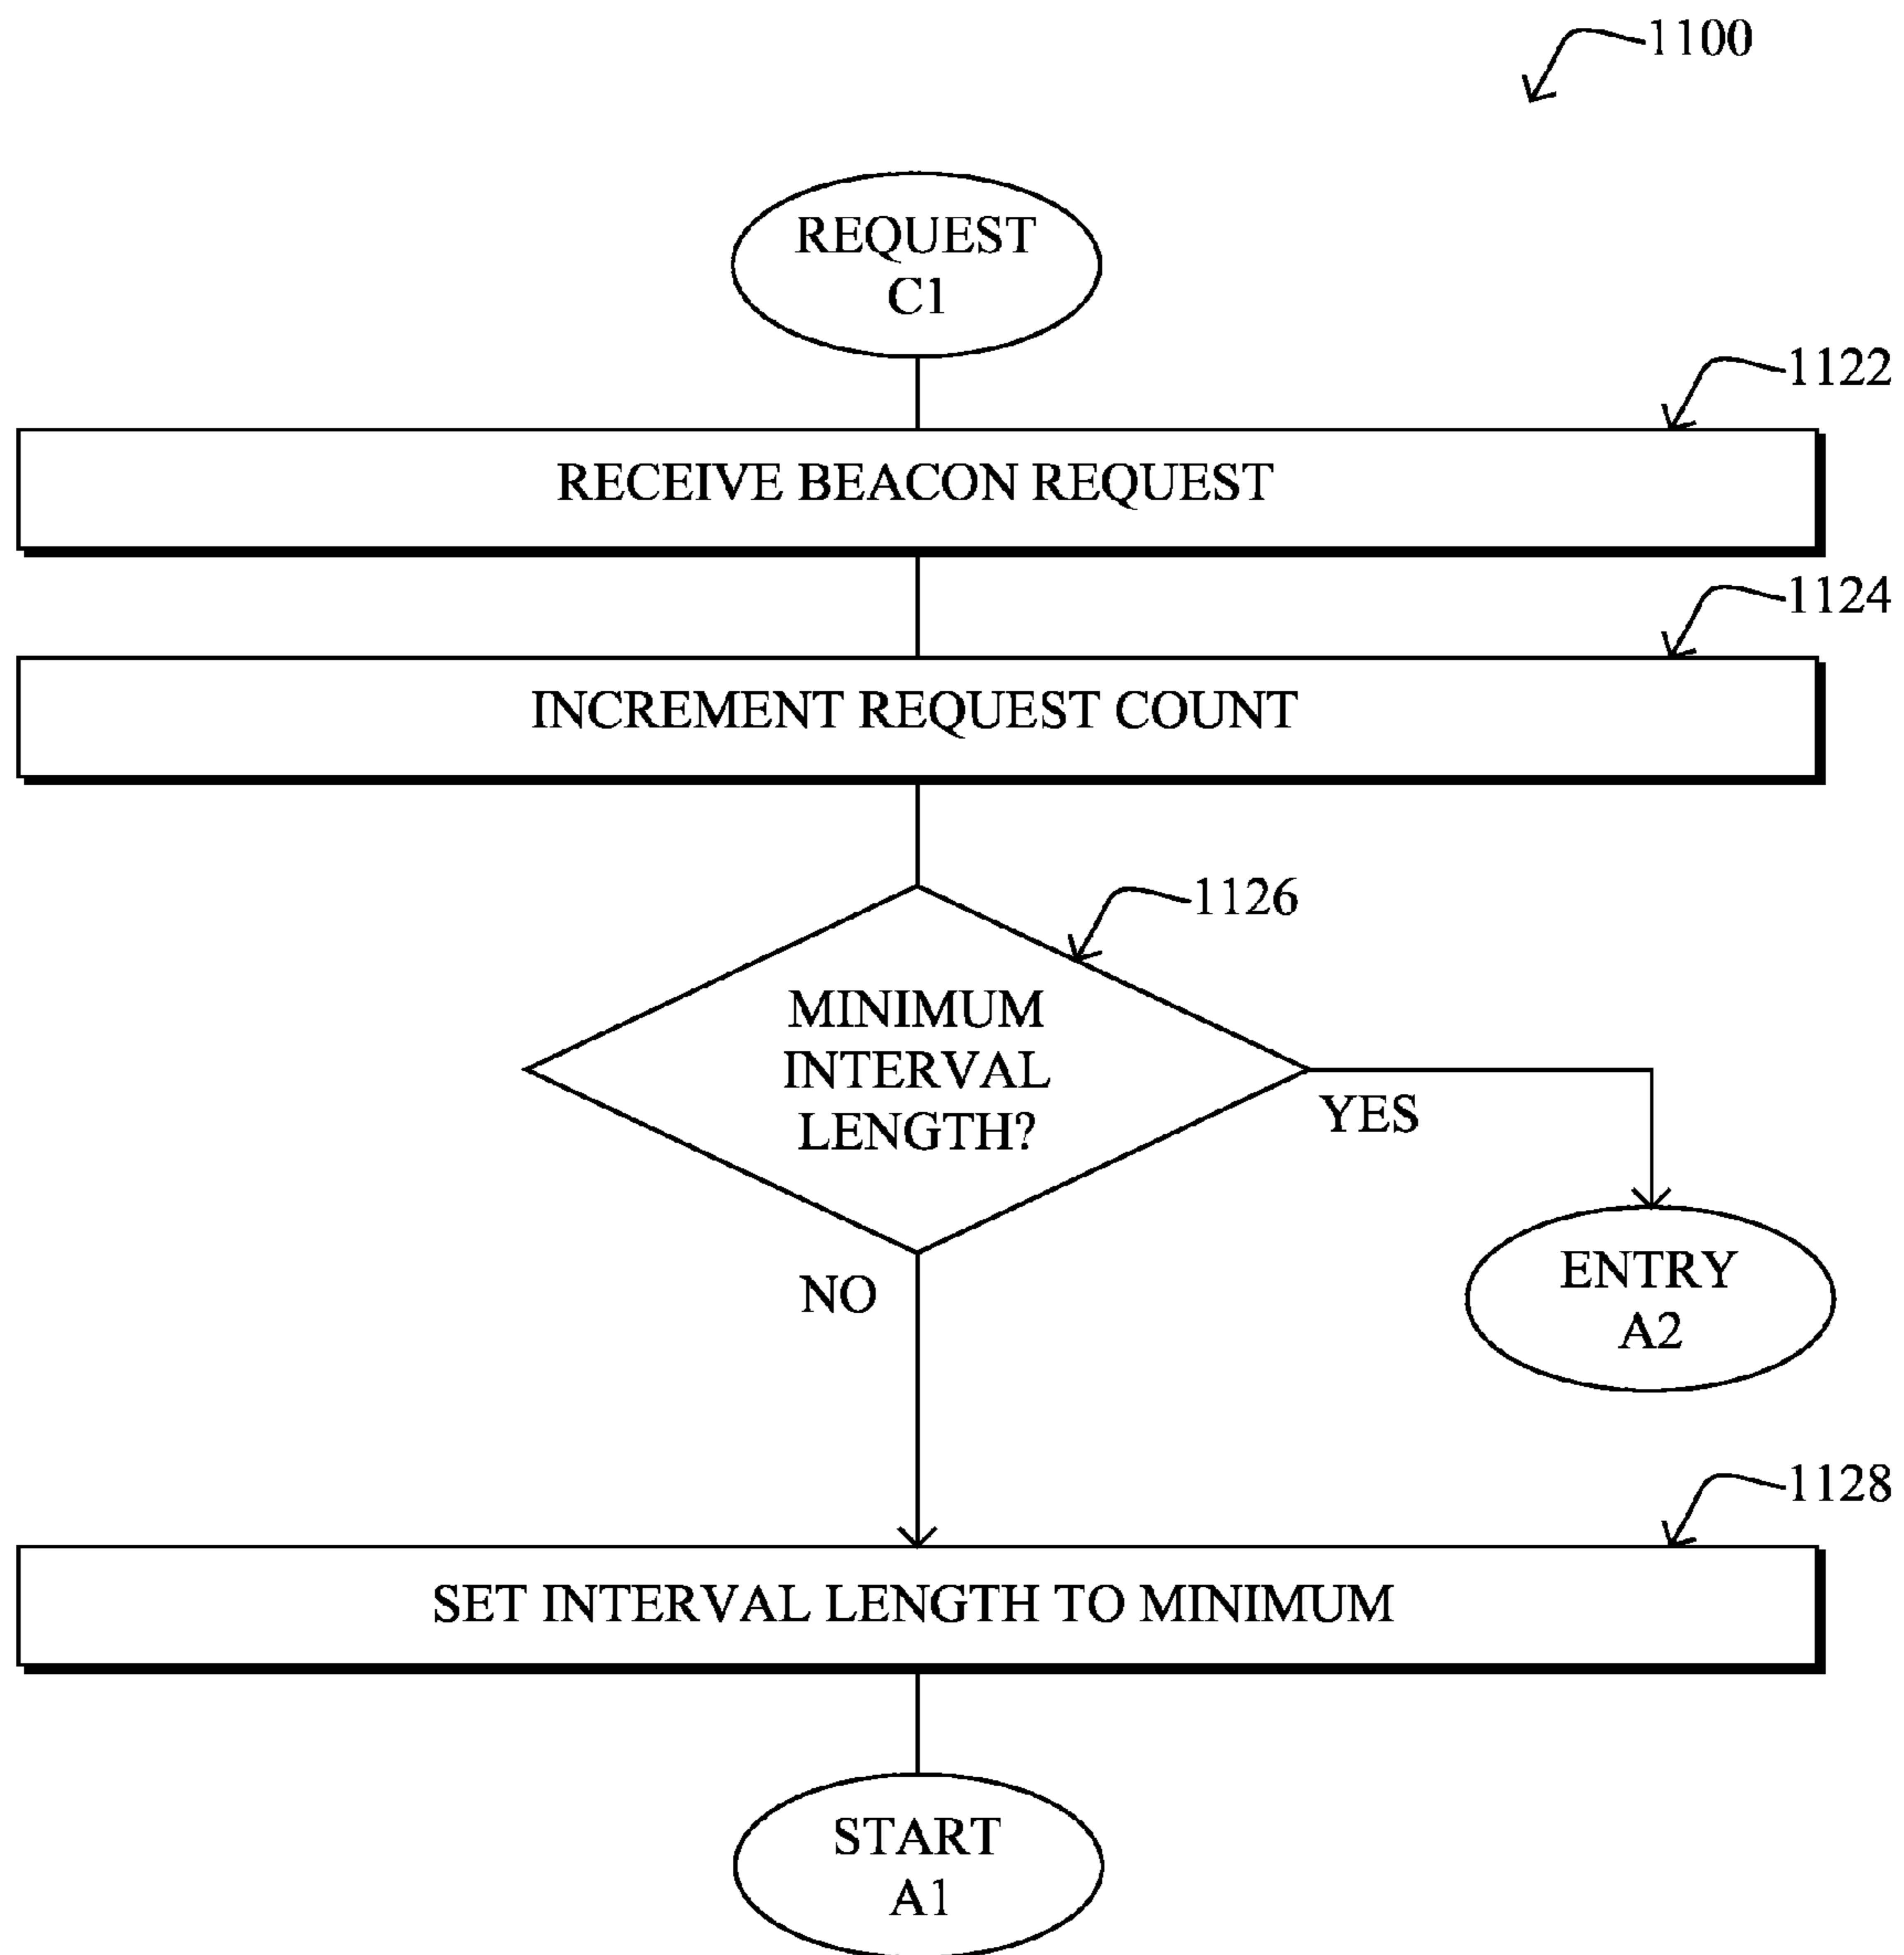 1100
REQUEST
C1
1122
RECEIVE BEACON REQUEST
1124
INCREMENT REQUEST COUNT
1126
MINIMUM
INTERVAL
LENGTH?
YES
ENTRY
A2
NO
1128
SET INTERVAL LENGTH TO MINIMUM
START
A1